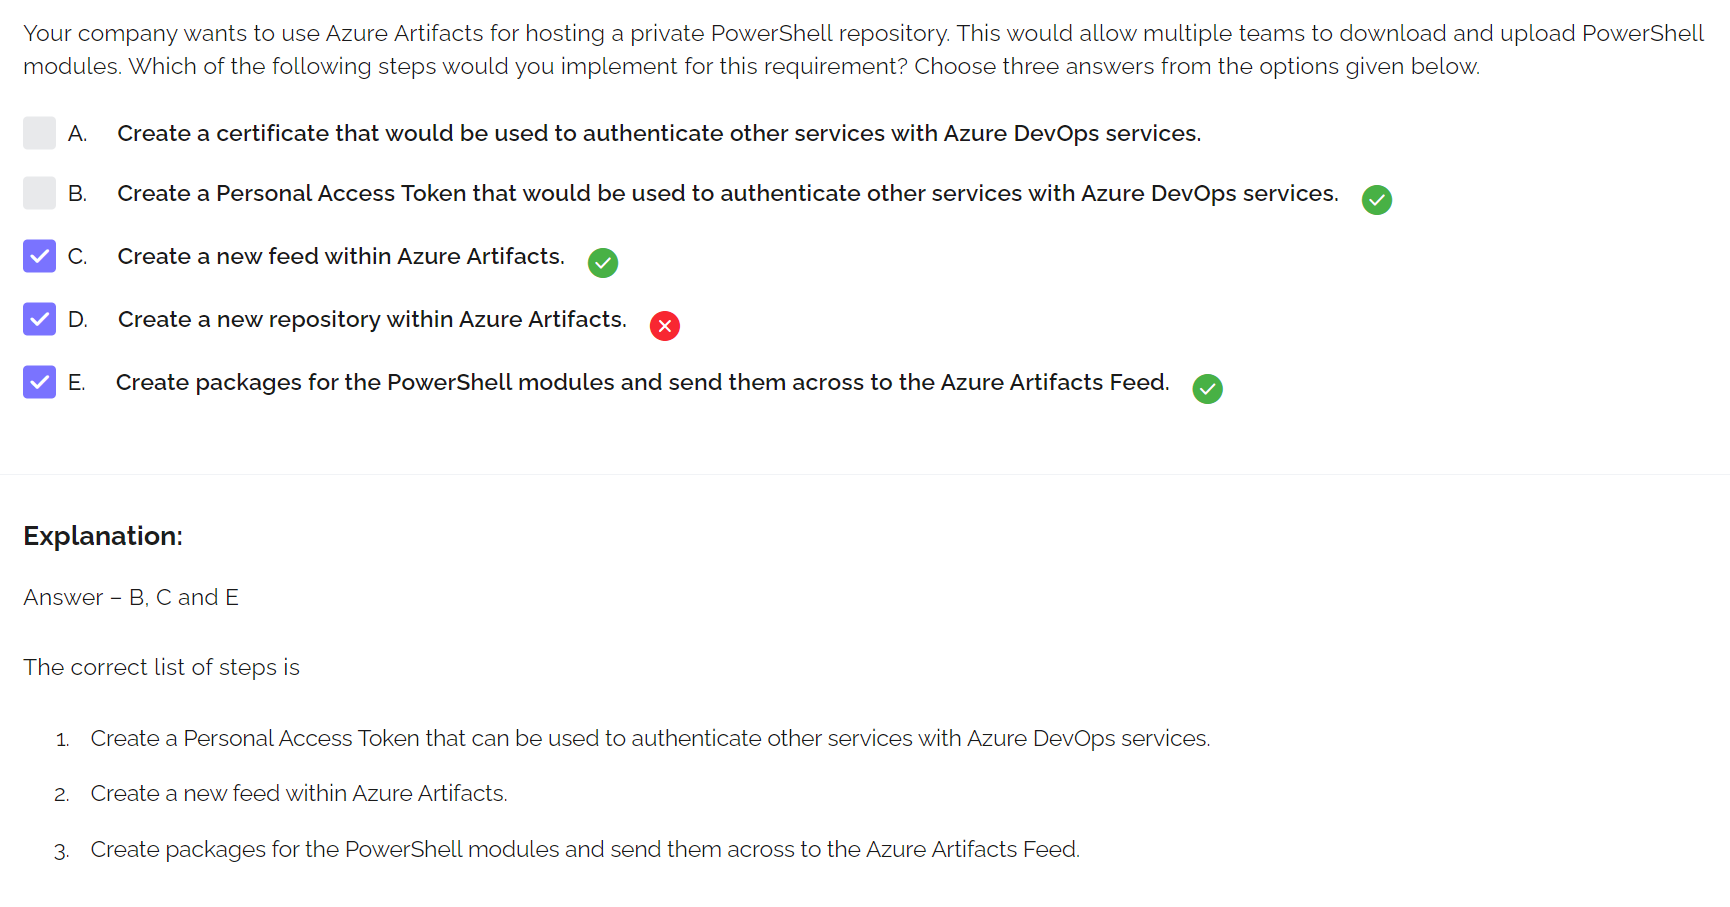 Your company wants to use Azure Artifacts for hosting a private PowerShell repository. This would allow multiple teams to download and upload PowerShell
modules. Which of the following steps would you implement for this requirement? Choose three answers from the options given below.
A. Create a certificate that would be used to authenticate other services with Azure DevOps services.
B. Create a Personal Access Token that would be used to authenticate other services with Azure DevOps services.
C. Create a new feed within Azure Artifacts.
D. Create a new repository within Azure Artifacts.
E. Create packages for the PowerShell modules and send them across to the Azure Artifacts Feed.
Explanation:
Answer – B, C and E
The correct list of steps is
1. Create a Personal Access Token that can be used to authenticate other services with Azure DevOps services.
2. Create a new feed within Azure Artifacts.
3. Create packages for the PowerShell modules and send them across to the Azure Artifacts Feed.